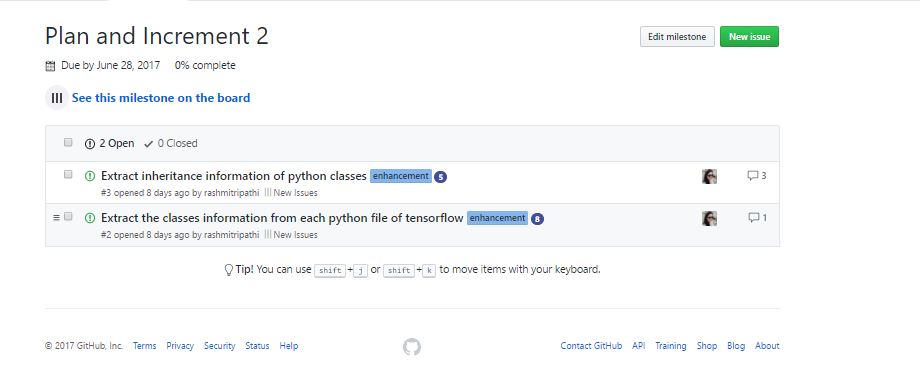 Plan and Increment 2
Edit milestone
New issue
Due by June 28, 2017 0% complete
See this milestone on the board
2 Open 0 Closed
Extract inheritance information of python classes enhancement 5 3
#3 opened 8 days ago by rashmitripathi New Issues
Extract the classes information from each python file of tensorflow enhancement 8 1
#2 opened 8 days ago by rashmitripathi New Issues
Tip! You can use shift + j or shift + k to move items with your keyboard.
© 2017 GitHub, Inc. Terms Privacy Security Status Help Contact GitHub API Training Shop Blog About